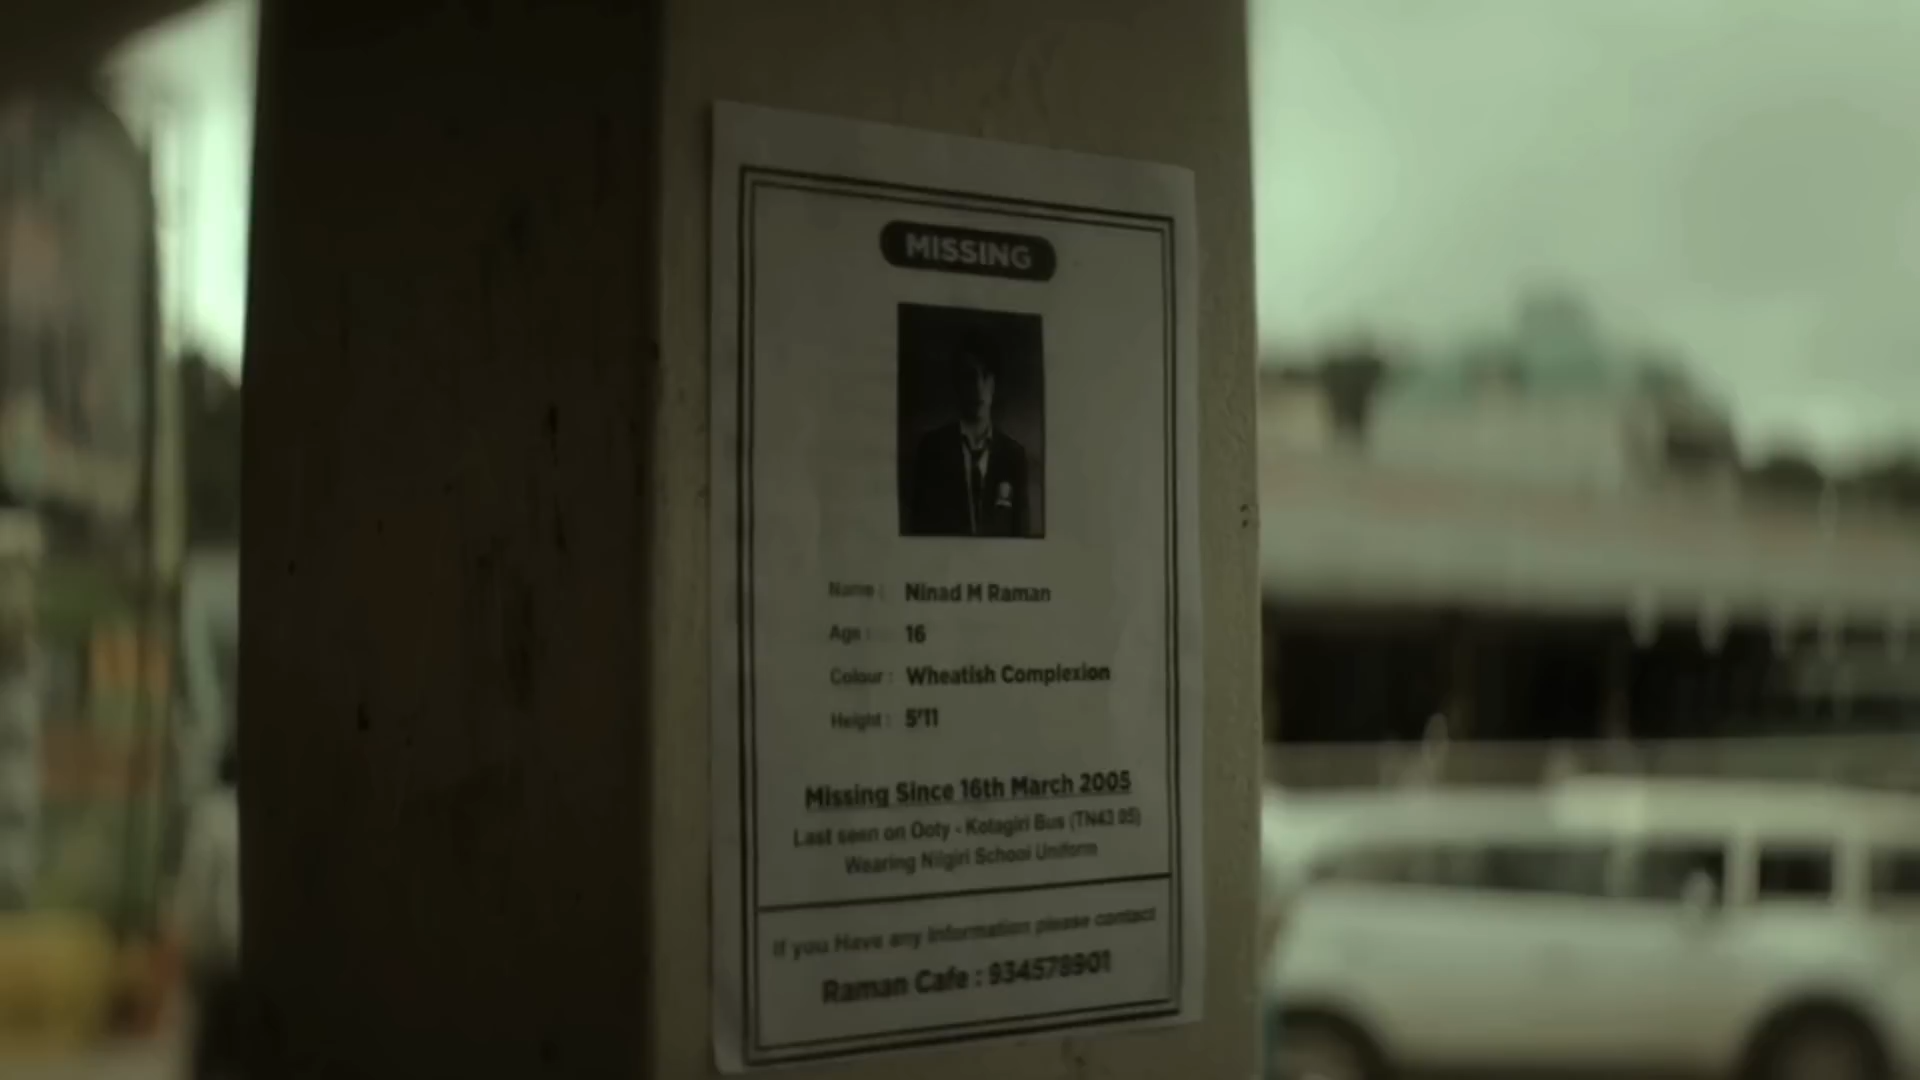 MISSING
Name : Ninad M Raman
Age : 16
Colour : Wheatish Complexion
Height : 5'11
Missing Since 16th March 2005
Last seen on Ooty - Kotagiri Bus (TN43 05)
Wearing Nilgiri School Uniform
If you Have any Information please contact
Raman Cafe : 934578901